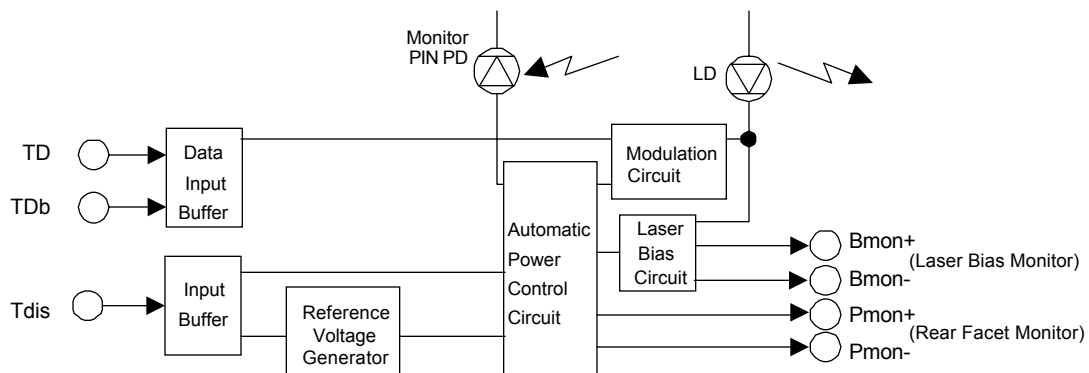 Monitor
PIN PD
LD
TD
TDb
Data
Input
Buffer
Modulation
Circuit
Automatic
Power
Control
Circuit
Laser
Bias
Circuit
Bmon+
(Laser Bias Monitor)
Bmon-
Tdis
Input
Buffer
Reference
Voltage
Generator
Pmon+
(Rear Facet Monitor)
Pmon-